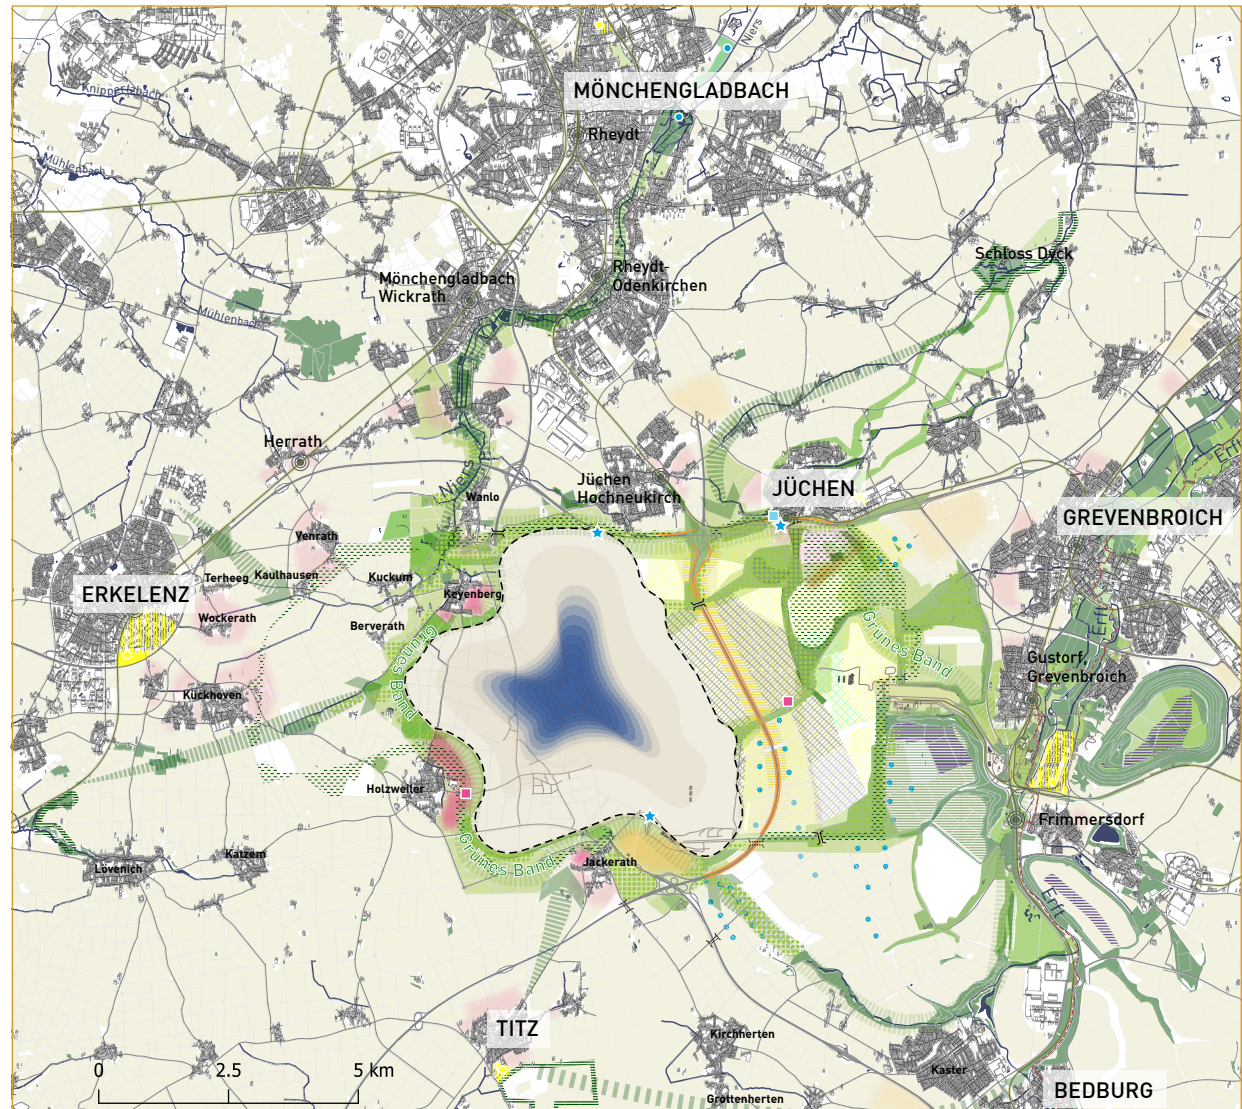 Niers
MÖNCHENGLADBACH
Knippertzbach
Rheydt
Mühlenbach
Schloss Dyck
Rheydt-
Odenkirchen
Mönchengladbach
Wickrath
Mühlenbach
Herrath
Erft
Niers
Jüchen
Hochneukirch
JÜCHEN
Wanlo
GREVENBROICH
Venrath
Terheeg
Kaulhausen
Kuckum
ERKELENZ
Keyenberg
Wockerath
Berverath
Erft
Grünes Band
Grünes Band
Gustorf,
Grevenbroich
Kückhoven
Holzweiler
Frimmersdorf
Grünes Band
Katzem
Jackerath
Lövenich
Erft
TITZ
Kirchherten
Kaster
0
2.5
5 km
BEDBURG
Grottenherten